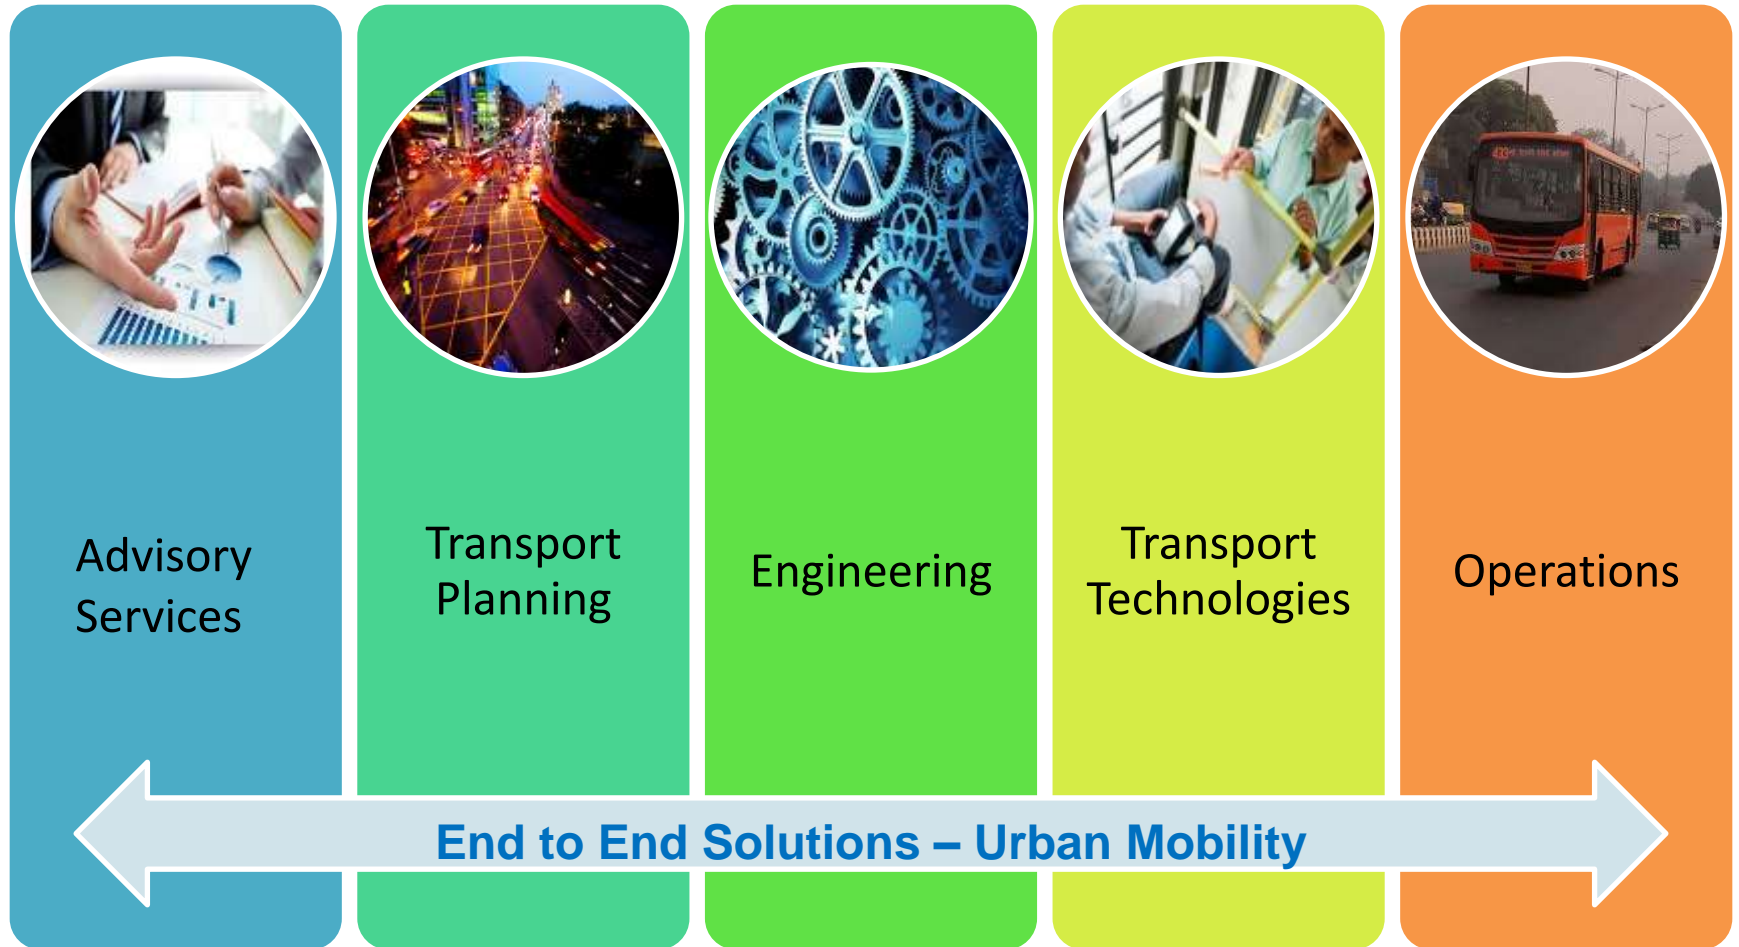 Advisory
Services
Transport
Planning
Engineering
Transport
Technologies
Operations
End to End Solutions – Urban Mobility